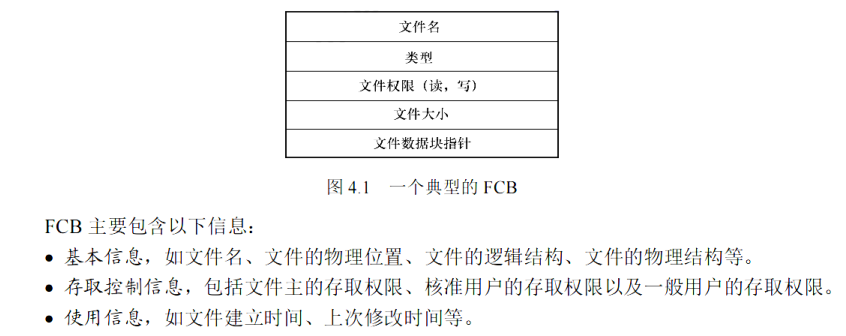 文件名
类型
文件权限（读，写）
文件大小
文件数据块指针
图 4.1 一个典型的 FCB
FCB 主要包含以下信息：
● 基本信息，如文件名、文件的物理位置、文件的逻辑结构、文件的物理结构等。
● 存取控制信息，包括文件主的存取权限、核准用户的存取权限以及一般用户的存取权限。
● 使用信息，如文件建立时间、上次修改时间等。